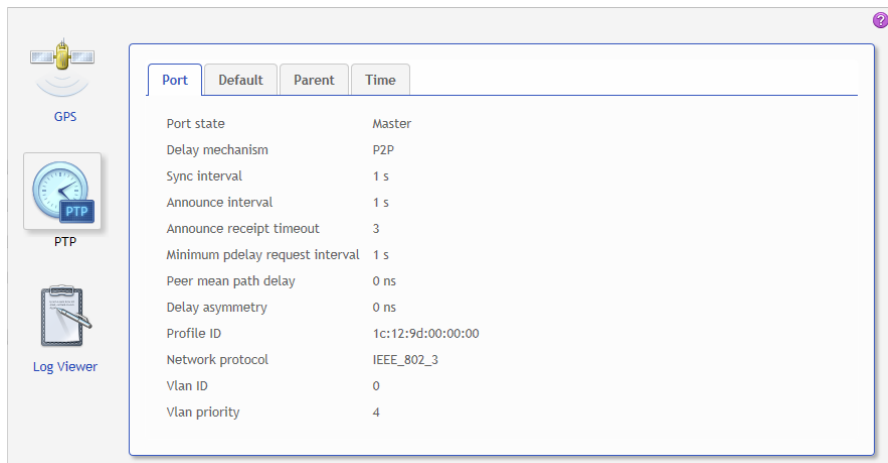 ?
GPS
PTP
PTP
Log Viewer
Port Default Parent Time
Port state Master
Delay mechanism P2P
Sync interval 1 s
Announce interval 1 s
Announce receipt timeout 3
Minimum pdelay request interval 1 s
Peer mean path delay 0 ns
Delay asymmetry 0 ns
Profile ID 1c:12:9d:00:00:00
Network protocol IEEE_802_3
Vlan ID 0
Vlan priority 4